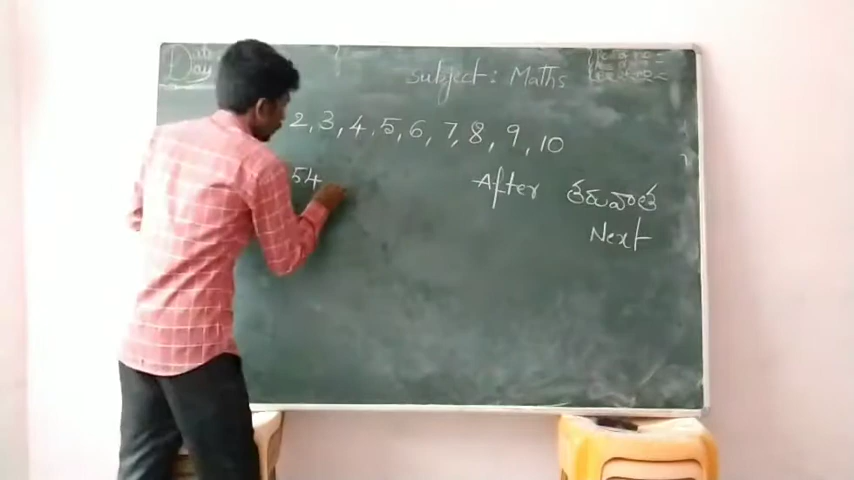 Subject: Maths
2, 3, 4, 5, 6, 7, 8, 9, 10
54,
After తరువాత
Next